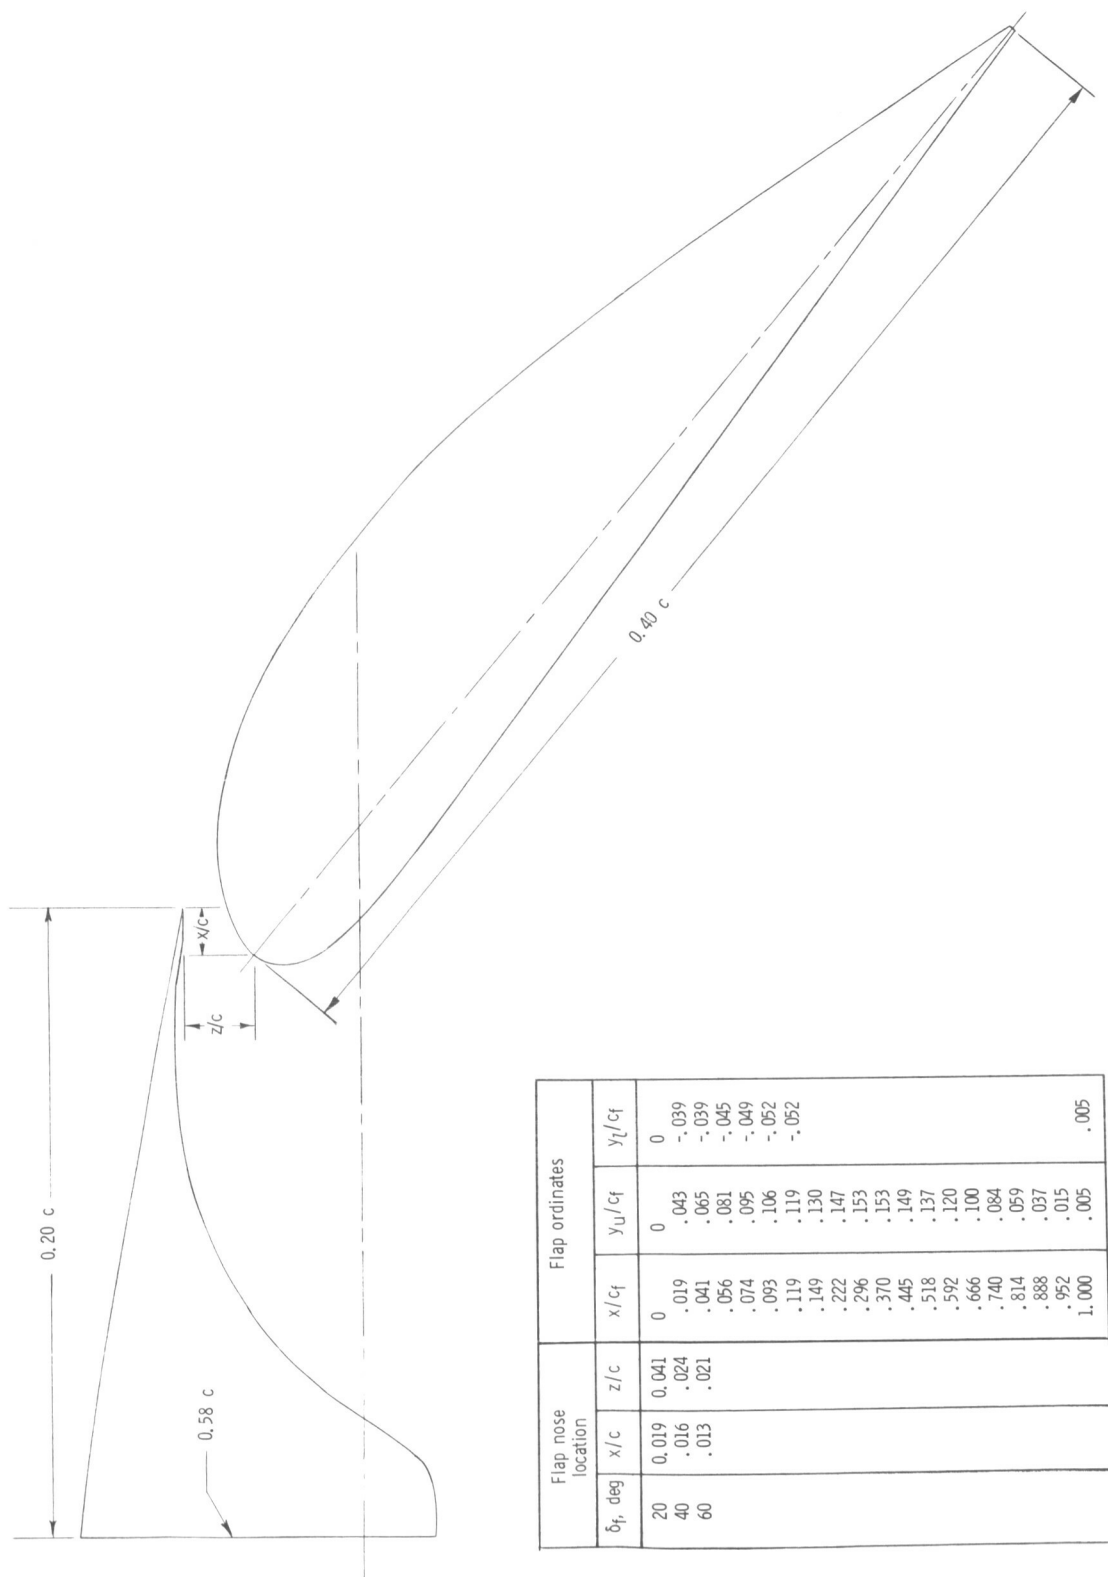 0.20 c
x/c
z/c
0.58 c
0.40 c
Flap nose location Flap ordinates
δf, deg x/c z/c x/cf yu/cf yl/cf
20 0.019 0.041 0 0 0
40 .016 .024 .019 .043 -.039
60 .013 .021 .041 .065 -.039
.056 .081 -.045
.074 .095 -.049
.093 .106 -.052
.119 .119 -.052
.149 .130
.222 .147
.296 .153
.370 .153
.445 .149
.518 .137
.592 .120
.666 .100
.740 .084
.814 .059
.888 .037
.952 .015
1.000 .005 .005